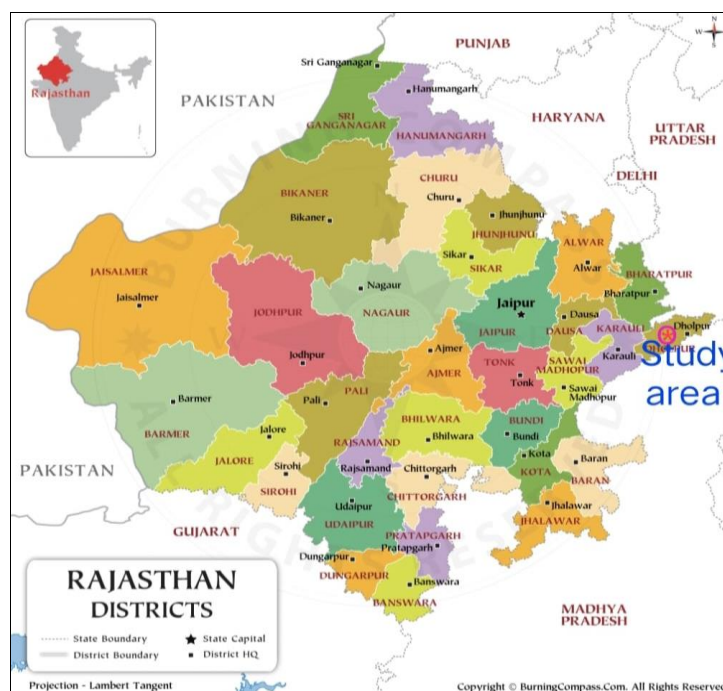 Rajasthan
PUNJAB
PAKISTAN
HARYANA
UTTAR
PRADESH
DELHI
Sri Ganganagar
SRI
GANGANAGAR
Hanumangarh
HANUMANGARH
CHURU
Churu
BIKANER
Bikaner
Jhunjhunu
JHUNJHUNU
Sikar
SIKAR
ALWAR
Alwar
BHARATPUR
Bharatpur
JAISALMER
Jaisalmer
JODHPUR
Jodhpur
Nagaur
NAGAUR
Jaipur
JAIPUR
Dausa
DAUSA
KARAULI
Karauli
Dholpur
Study
area
SAWAI
MADHOPUR
Sawai
Madhopur
Ajmer
AJMER
TONK
Tonk
Barmer
BARMER
PALI
Pali
Jalore
JALORE
Sirohi
SIROHI
RAJSAMAND
Rajsamand
BHILWARA
Bhilwara
BUNDI
Bundi
Kota
KOTA
Baran
BARAN
Chittorgarh
CHITTORGARH
Jhalawar
JHALAWAR
Udaipur
UDAIPUR
PRATAPGARH
Pratapgarh
Dungarpur
DUNGARPUR
Banswara
BANSWARA
PAKISTAN
GUJARAT
MADHYA
PRADESH
RAJASTHAN
DISTRICTS
State Boundary
State Capital
District Boundary
District HQ
Projection - Lambert Tangent
Copyright © BurningCompass.Com. All Rights Reserved